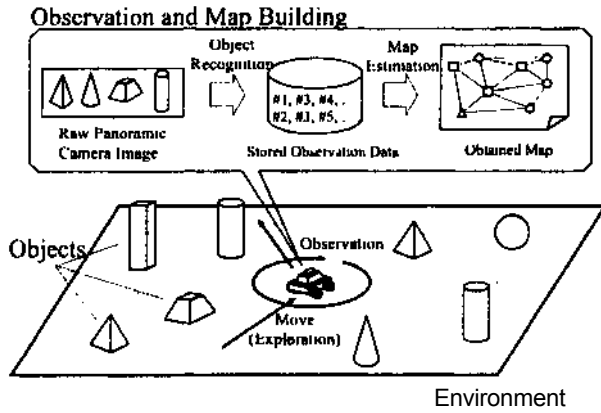 Observation and Map Building
Object
Recognition
Map
Estimation
#1, #3, #4, .
#2, #3, #5, .
Raw Panoramic
Camera Image
Stored Observation Data
Obtained Map
Objects
Observation
Move
(Exploration)
Environment